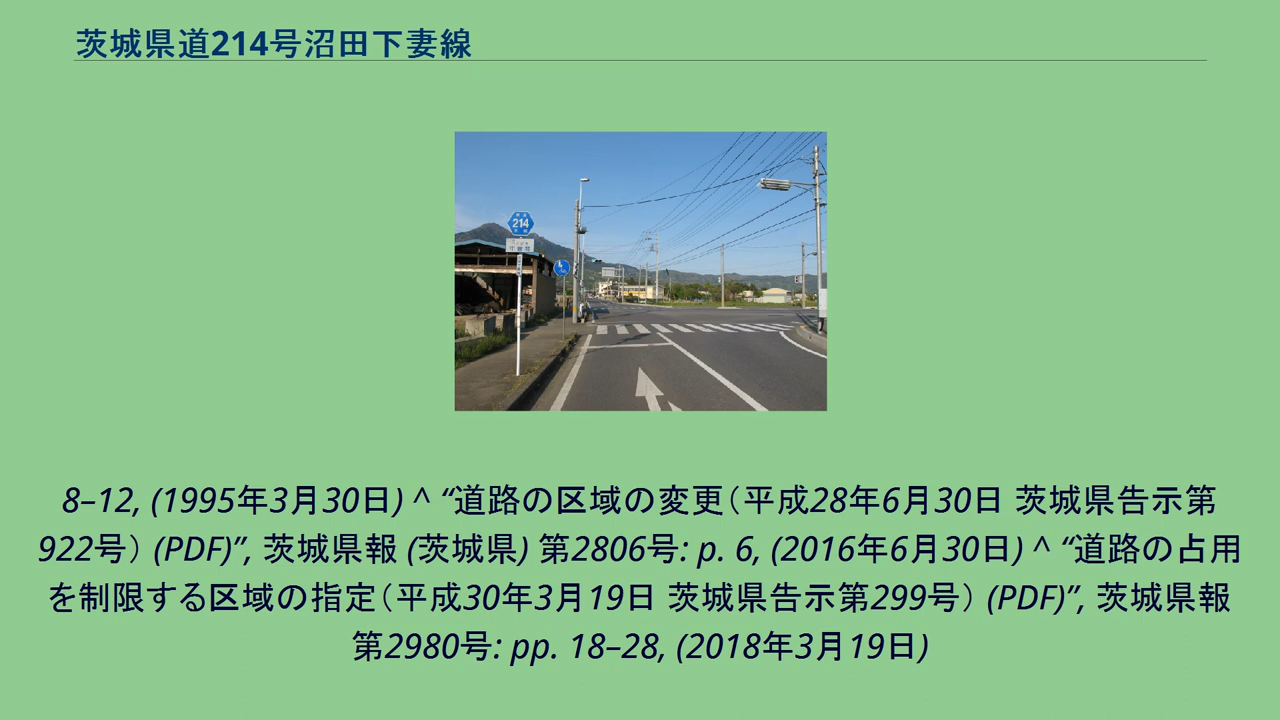 茨城県道214号沼田下妻線
214
8–12, (1995年3月30日) ^ “道路の区域の変更（平成28年6月30日 茨城県告示第
922号）(PDF)”, 茨城県報 (茨城県) 第2806号: p. 6, (2016年6月30日) ^ “道路の占用
を制限する区域の指定（平成30年3月19日 茨城県告示第299号）(PDF)”, 茨城県報
第2980号: pp. 18–28, (2018年3月19日)